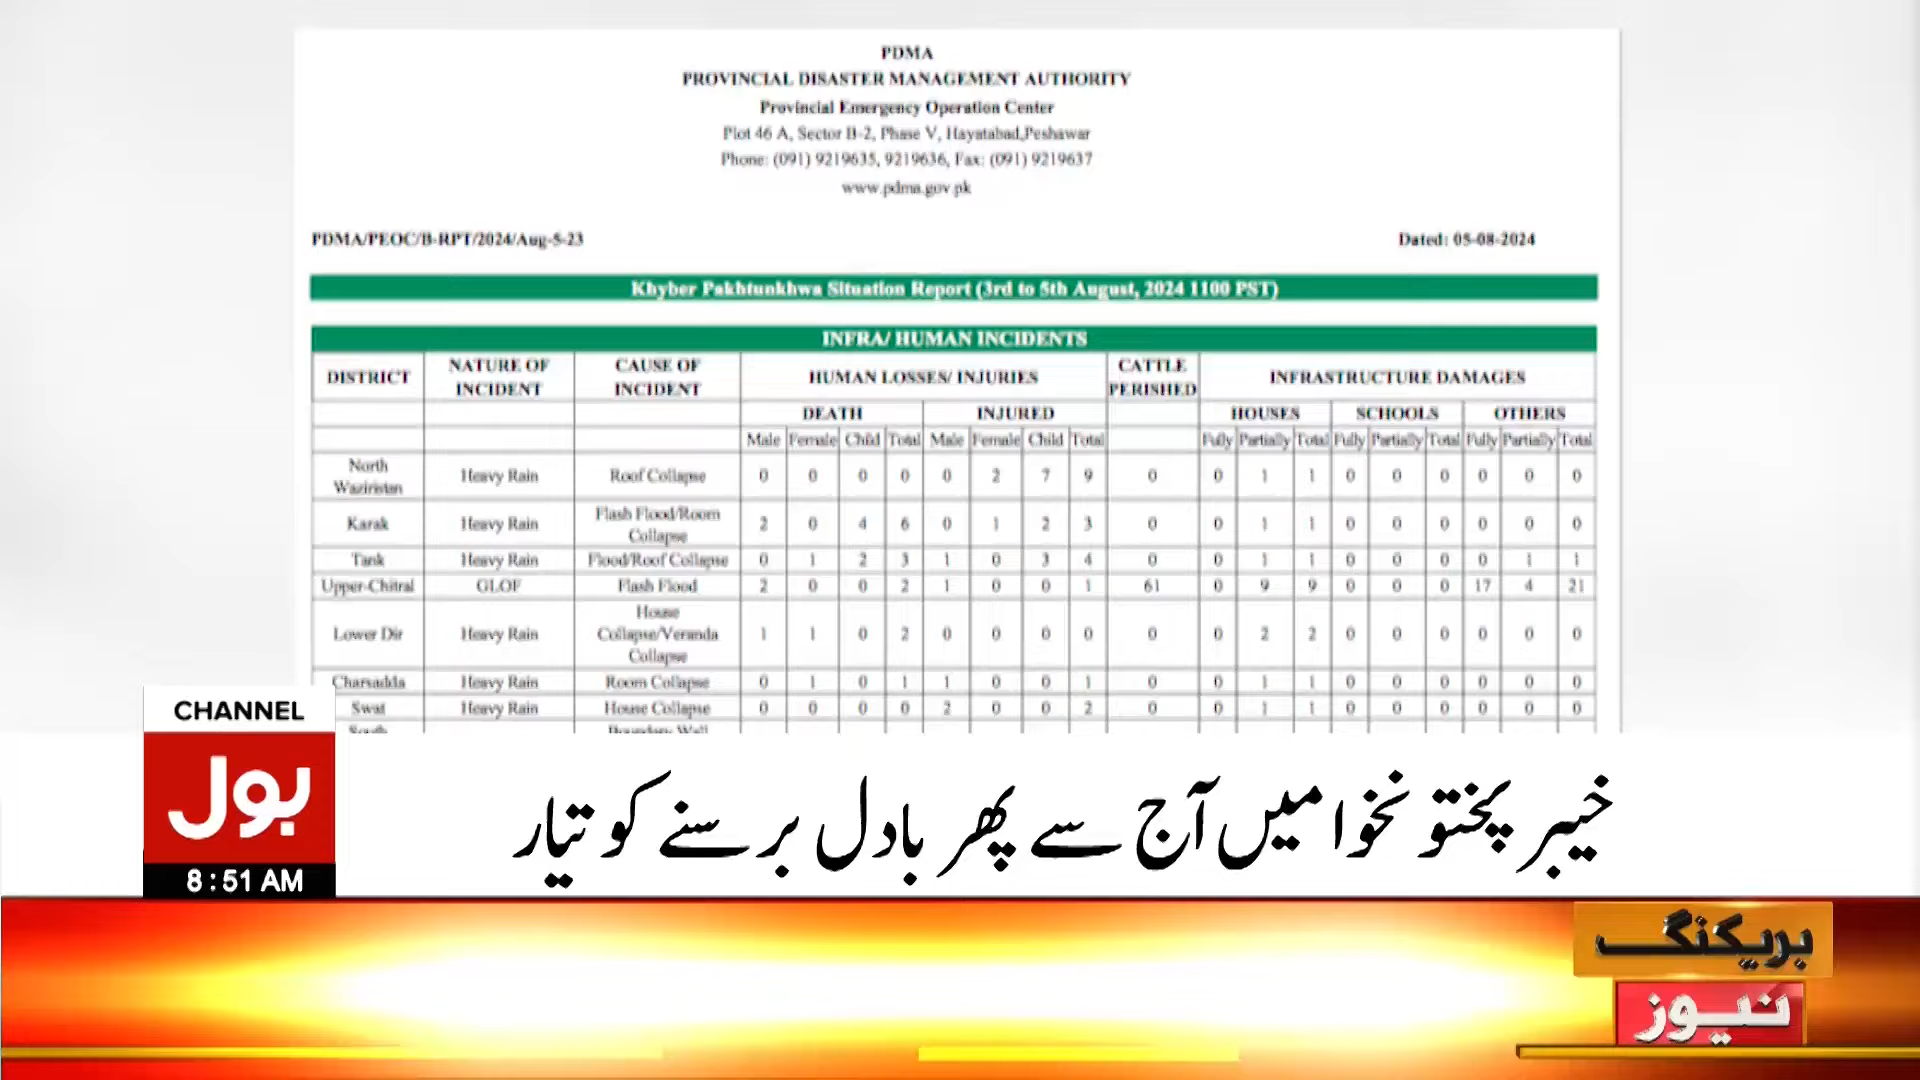 PDMA
PROVINCIAL DISASTER MANAGEMENT AUTHORITY
Provincial Emergency Operation Center
Plot 46 A, Sector B-2, Phase V, Hayatabad,Peshawar
Phone: (091) 9219635, 9219636, Fax: (091) 9219637
www.pdma.gov.pk
PDMA/PEOC/B-RPT/2024/Aug-5-23 Dated: 05-08-2024
Khyber Pakhtunkhwa Situation Report (3rd to 5th August, 2024 1100 PST)
INFRA/ HUMAN INCIDENTS
DISTRICT NATURE OF INCIDENT CAUSE OF INCIDENT HUMAN LOSSES/ INJURIES CATTLE PERISHED INFRASTRUCTURE DAMAGES
DEATH INJURED HOUSES SCHOOLS OTHERS
Male Female Child Total Male Female Child Total Fully Partially Total Fully Partially Total Fully Partially Total
North Waziristan Heavy Rain Roof Collapse 0 0 0 0 0 2 7 9 0 0 1 1 0 0 0 0 0 0
Karak Heavy Rain Flash Flood/Room Collapse 2 0 4 6 0 1 2 3 0 0 1 1 0 0 0 0 0 0
Tank Heavy Rain Flood/Roof Collapse 0 1 2 3 1 0 3 4 0 0 1 1 0 0 0 0 1 1
Upper-Chitral GLOF Flash Flood 2 0 0 2 1 0 0 1 61 0 9 9 0 0 0 17 4 21
Lower Dir Heavy Rain House Collapse/Veranda Collapse 1 1 0 2 0 0 0 0 0 0 2 2 0 0 0 0 0 0
Charsadda Heavy Rain Room Collapse 0 1 0 1 1 0 0 1 0 0 1 1 0 0 0 0 0 0
Swat Heavy Rain House Collapse 0 0 0 0 2 0 0 2 0 0 1 1 0 0 0 0 0 0
South Boundary Wall
CHANNEL
بول
8:51 AM
خیبر پختونخوا میں آج سے پھر بادل برسنے کو تیار
بریکنگ
نیوز